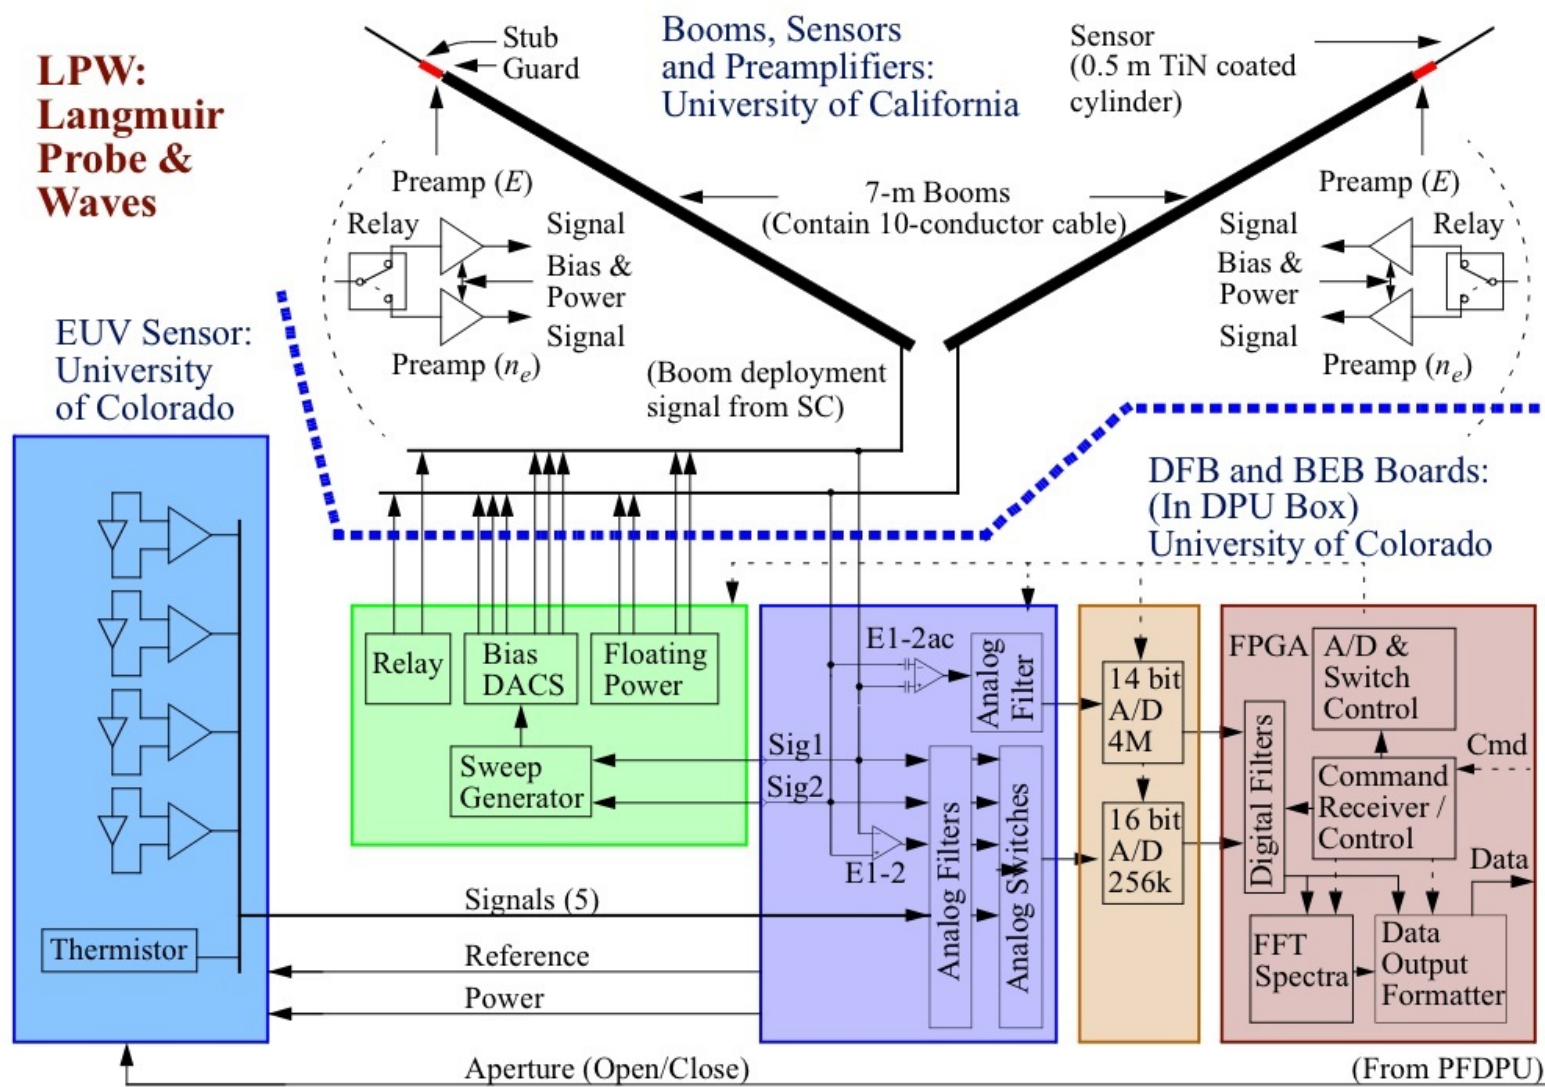 LPW:
Langmuir
Probe &
Waves
Stub
Guard
Booms, Sensors
and Preamplifiers:
University of California
Sensor
(0.5 m TiN coated
cylinder)
Preamp (E)
7-m Booms
(Contain 10-conductor cable)
Preamp (E)
Relay
Signal
Bias &
Power
Signal
Preamp (nₑ)
Signal
Relay
Bias &
Power
Signal
Preamp (nₑ)
EUV Sensor:
University
of Colorado
(Boom deployment
signal from SC)
DFB and BEB Boards:
(In DPU Box)
University of Colorado
Relay
Bias
DACS
Floating
Power
Sweep
Generator
E1-2ac
Analog
Filter
Sig1
Sig2
E1-2
Analog Filters
Analog Switches
14 bit
A/D
4M
16 bit
A/D
256k
FPGA
A/D &
Switch
Control
Digital Filters
Command
Receiver /
Control
Cmd
Data
FFT
Spectra
Data
Output
Formatter
Thermistor
Signals (5)
Reference
Power
Aperture (Open/Close)
(From PFDPU)